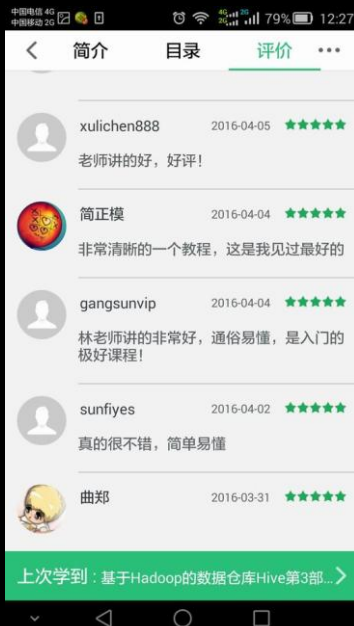 中国电信 4G
中国移动 2G
4G 2G
2G
79% 12:27
简介 目录 评价
xulichen888 2016-04-05
老师讲的好，好评！
简正模 2016-04-04
非常清晰的一个教程，这是我见过最好的
gangsunvip 2016-04-04
林老师讲的非常好，通俗易懂，是入门的
极好课程！
sunfiyes 2016-04-02
真的很不错，简单易懂
曲郑 2016-03-31
上次学到：基于Hadoop的数据仓库Hive第3部...